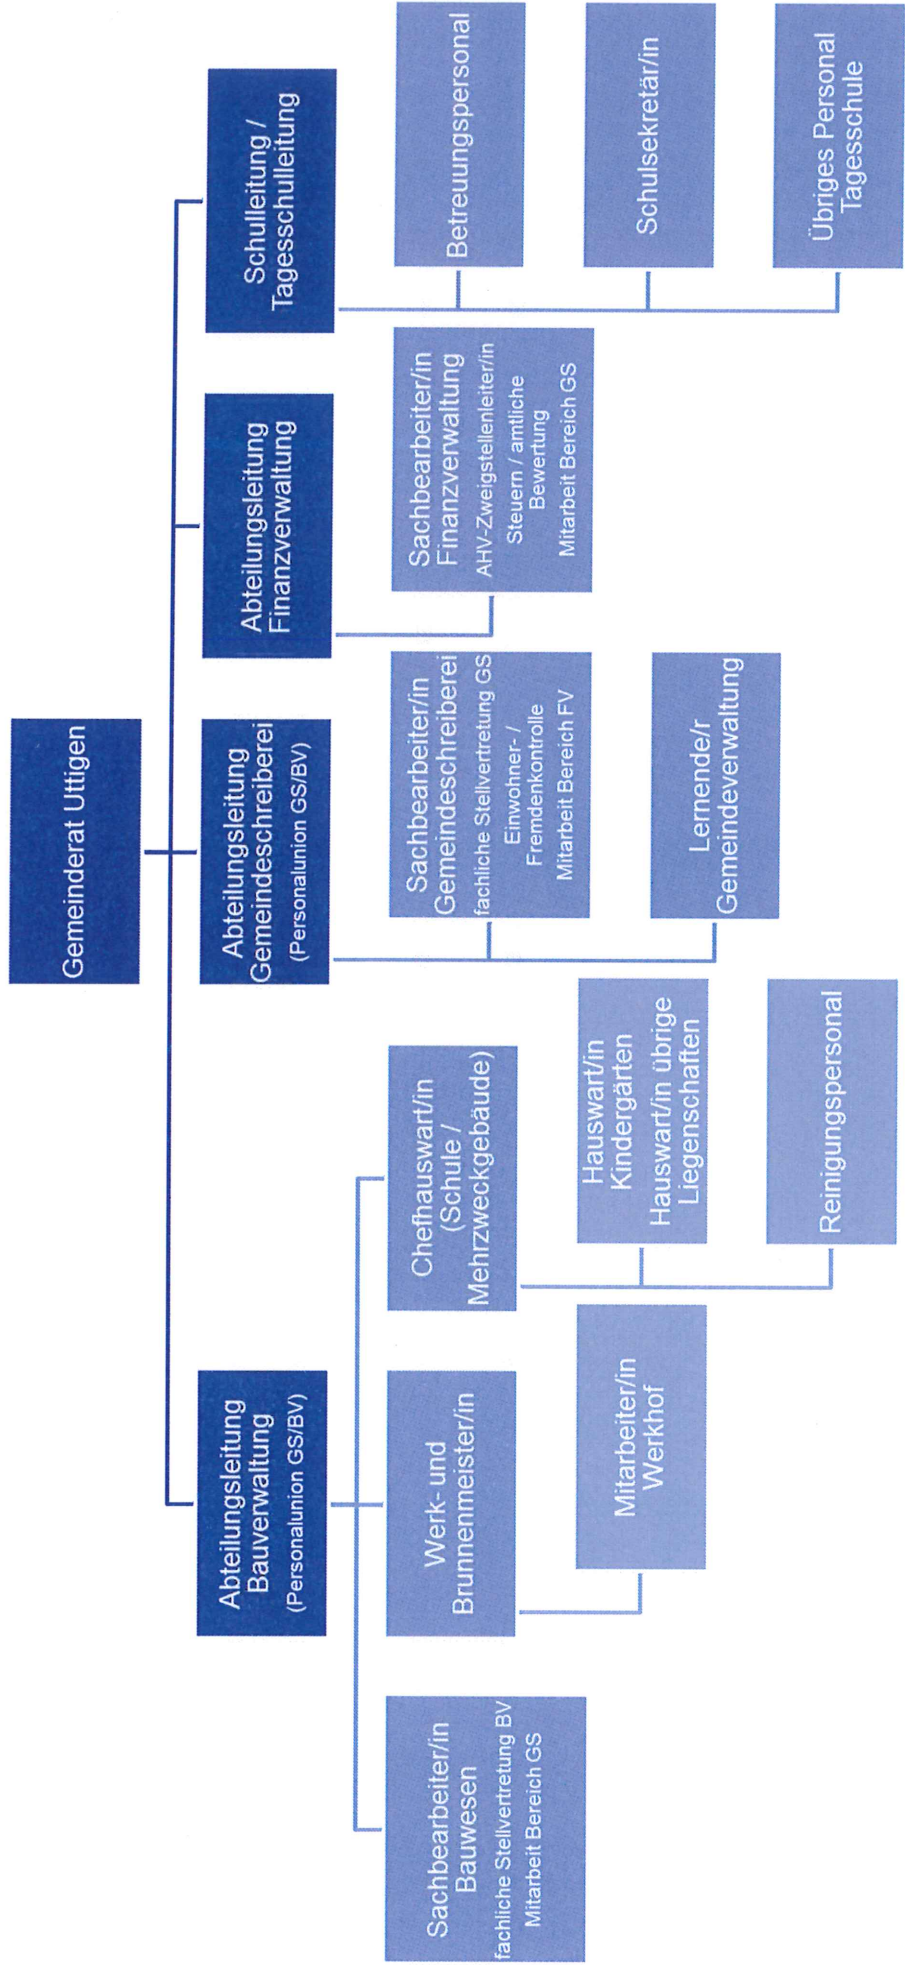 Gemeinderat Uttigen
Abteilungsleitung
Bauverwaltung
(Personalunion GS/BV)
Abteilungsleitung
Gemeindeschreiberei
(Personalunion GS/BV)
Abteilungsleitung
Finanzverwaltung
Schulleitung /
Tagesschulleitung
Sachbearbeiter/in
Bauwesen
fachliche Stellvertretung BV
Mitarbeit Bereich GS
Werk- und
Brunnenmeister/in
Mitarbeiter/in
Werkhof
Chefhauswart/in
(Schule /
Mehrzweckgebäude)
Hauswart/in
Kindergärten
Hauswart/in übrige
Liegenschaften
Reinigungspersonal
Sachbearbeiter/in
Gemeindeschreiberei
fachliche Stellvertretung GS
Einwohner- /
Fremdenkontrolle
Mitarbeit Bereich FV
Lernende/r
Gemeindeverwaltung
Sachbearbeiter/in
Finanzverwaltung
AHV-Zweigstellenleiter/in
Steuern / amtliche
Bewertung
Mitarbeit Bereich GS
Betreuungspersonal
Schulsekretär/in
Übriges Personal
Tagesschule